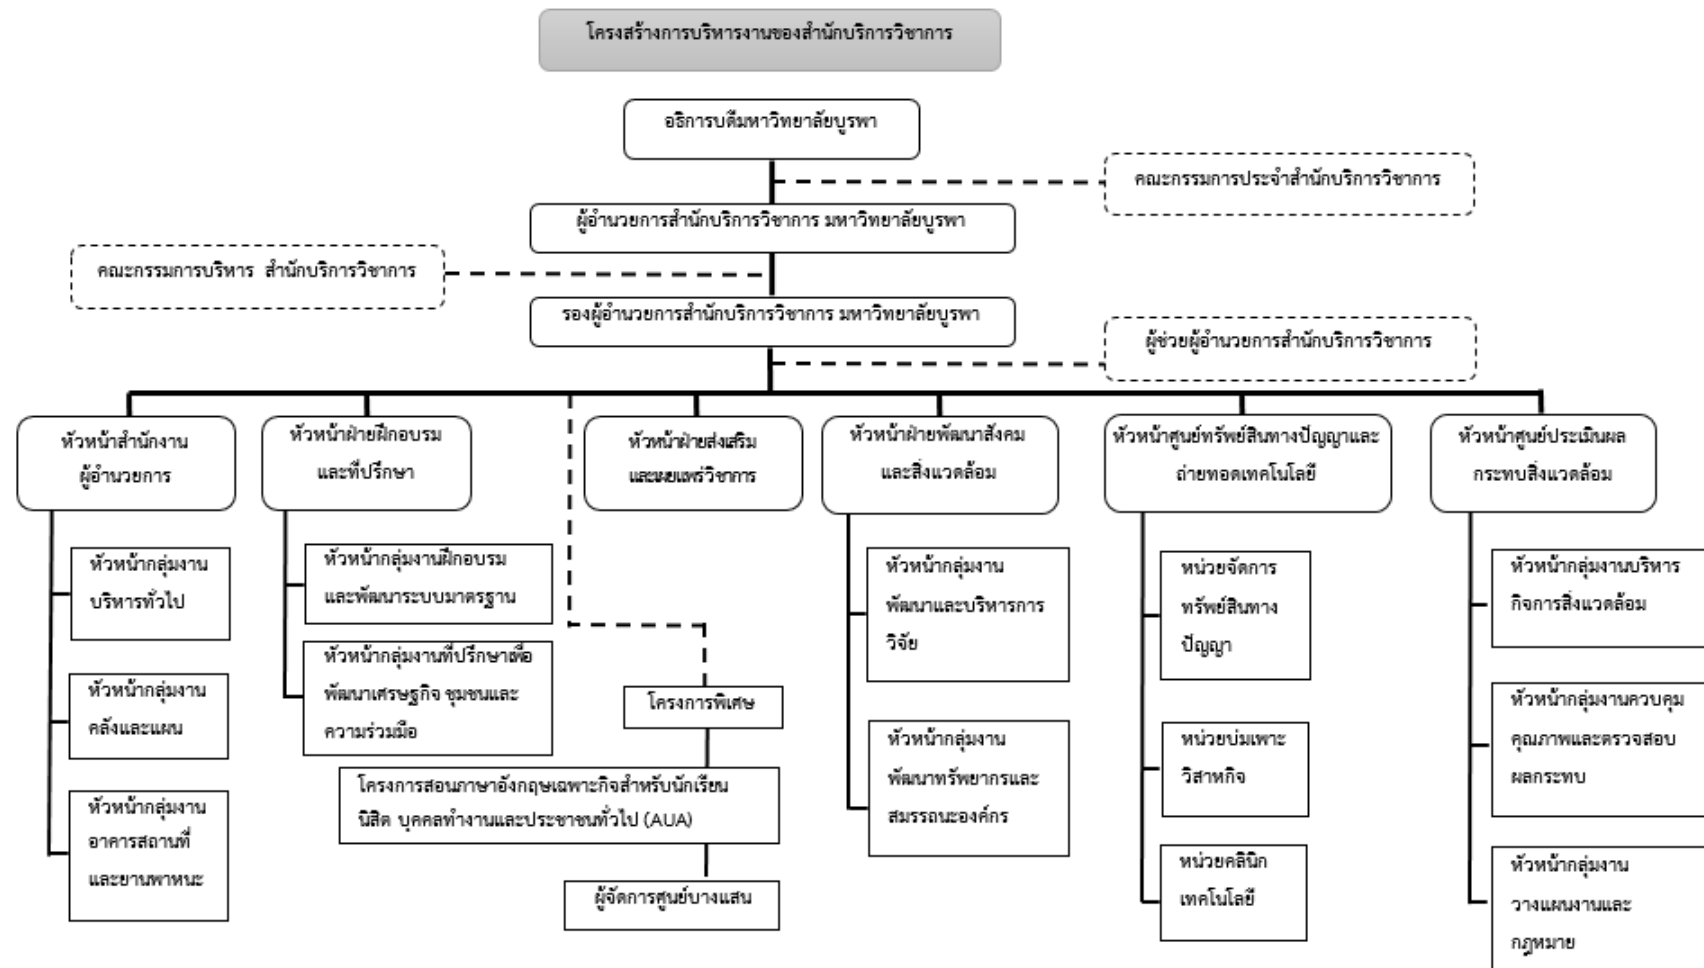 โครงสร้างการบริหารงานของสำนักบริการวิชาการ
อธิการบดีมหาวิทยาลัยบูรพา
คณะกรรมการประจำสำนักบริการวิชาการ
ผู้อำนวยการสำนักบริการวิชาการ มหาวิทยาลัยบูรพา
คณะกรรมการบริหาร สำนักบริการวิชาการ
รองผู้อำนวยการสำนักบริการวิชาการ มหาวิทยาลัยบูรพา
ผู้ช่วยผู้อำนวยการสำนักบริการวิชาการ
หัวหน้าสำนักงาน
ผู้อำนวยการ
หัวหน้ากลุ่มงาน
บริหารทั่วไป
หัวหน้ากลุ่มงาน
คลังและแผน
หัวหน้ากลุ่มงาน
อาคารสถานที่
และยานพาหนะ
หัวหน้าฝ่ายฝึกอบรม
และที่ปรึกษา
หัวหน้ากลุ่มงานฝึกอบรม
และพัฒนาระบบมาตรฐาน
หัวหน้ากลุ่มงานที่ปรึกษาเพื่อ
พัฒนาเศรษฐกิจ ชุมชนและ
ความร่วมมือ
หัวหน้าฝ่ายส่งเสริม
และเผยแพร่วิชาการ
โครงการพิเศษ
โครงการสอนภาษาอังกฤษเฉพาะกิจสำหรับนักเรียน
นิสิต บุคคลทำงานและประชาชนทั่วไป (AUA)
ผู้จัดการศูนย์บางแสน
หัวหน้าฝ่ายพัฒนาสังคม
และสิ่งแวดล้อม
หัวหน้ากลุ่มงาน
พัฒนาและบริหารการ
วิจัย
หัวหน้ากลุ่มงาน
พัฒนาทรัพยากรและ
สมรรถนะองค์กร
หัวหน้าศูนย์ทรัพย์สินทางปัญญาและ
ถ่ายทอดเทคโนโลยี
หน่วยจัดการ
ทรัพย์สินทาง
ปัญญา
หน่วยบ่มเพาะ
วิสาหกิจ
หน่วยคลินิก
เทคโนโลยี
หัวหน้าศูนย์ประเมินผล
กระทบสิ่งแวดล้อม
หัวหน้ากลุ่มงานบริหาร
กิจการสิ่งแวดล้อม
หัวหน้ากลุ่มงานควบคุม
คุณภาพและตรวจสอบ
ผลกระทบ
หัวหน้ากลุ่มงาน
วางแผนงานและ
กฎหมาย